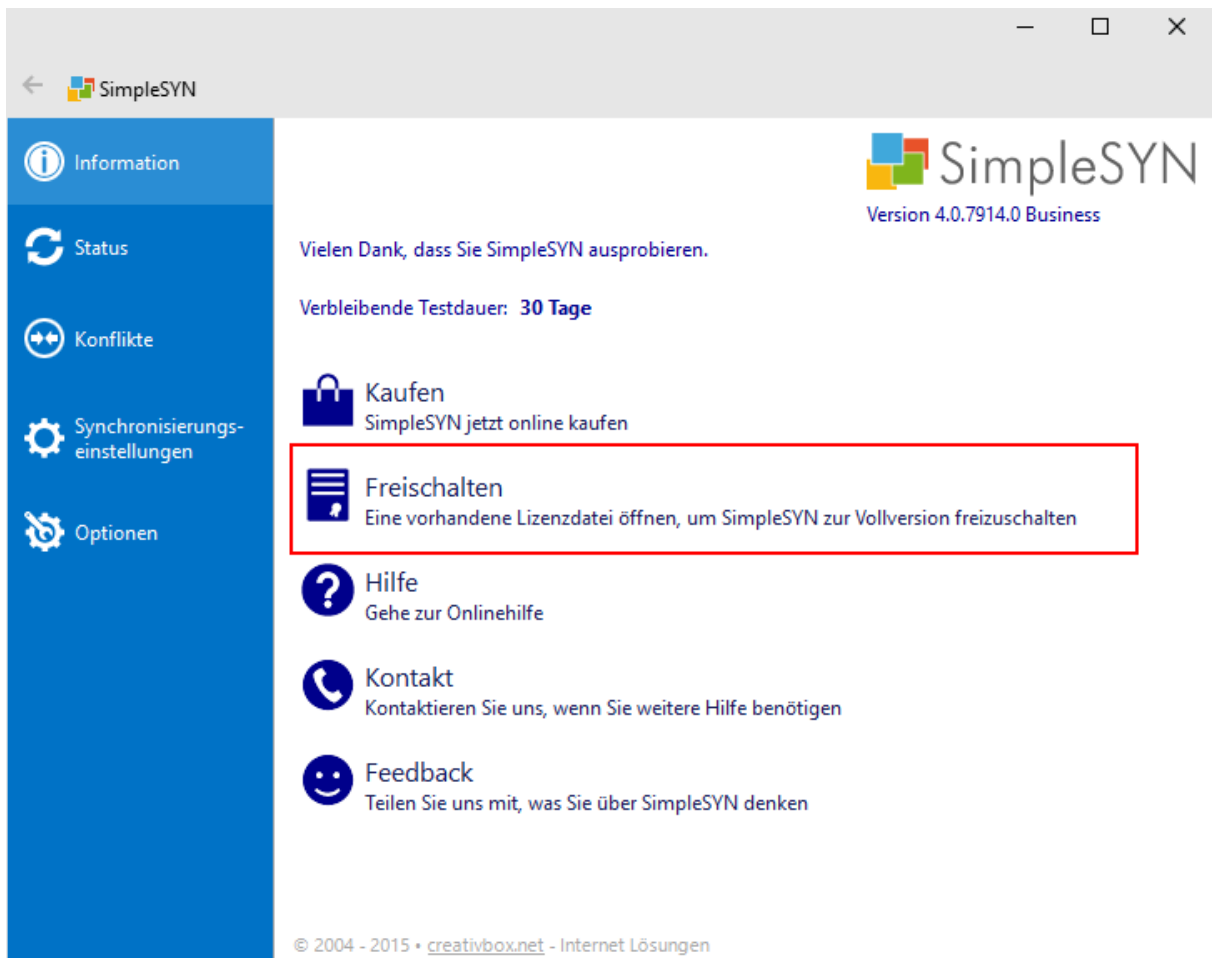 SimpleSYN
Information
Status
Konflikte
Synchronisierungs-
einstellungen
Optionen
SimpleSYN
Version 4.0.7914.0 Business
Vielen Dank, dass Sie SimpleSYN ausprobieren.
Verbleibende Testdauer: 30 Tage
Kaufen
SimpleSYN jetzt online kaufen
Freischalten
Eine vorhandene Lizenzdatei öffnen, um SimpleSYN zur Vollversion freizuschalten
Hilfe
Gehe zur Onlinehilfe
Kontakt
Kontaktieren Sie uns, wenn Sie weitere Hilfe benötigen
Feedback
Teilen Sie uns mit, was Sie über SimpleSYN denken
© 2004 - 2015 • creativbox.net - Internet Lösungen